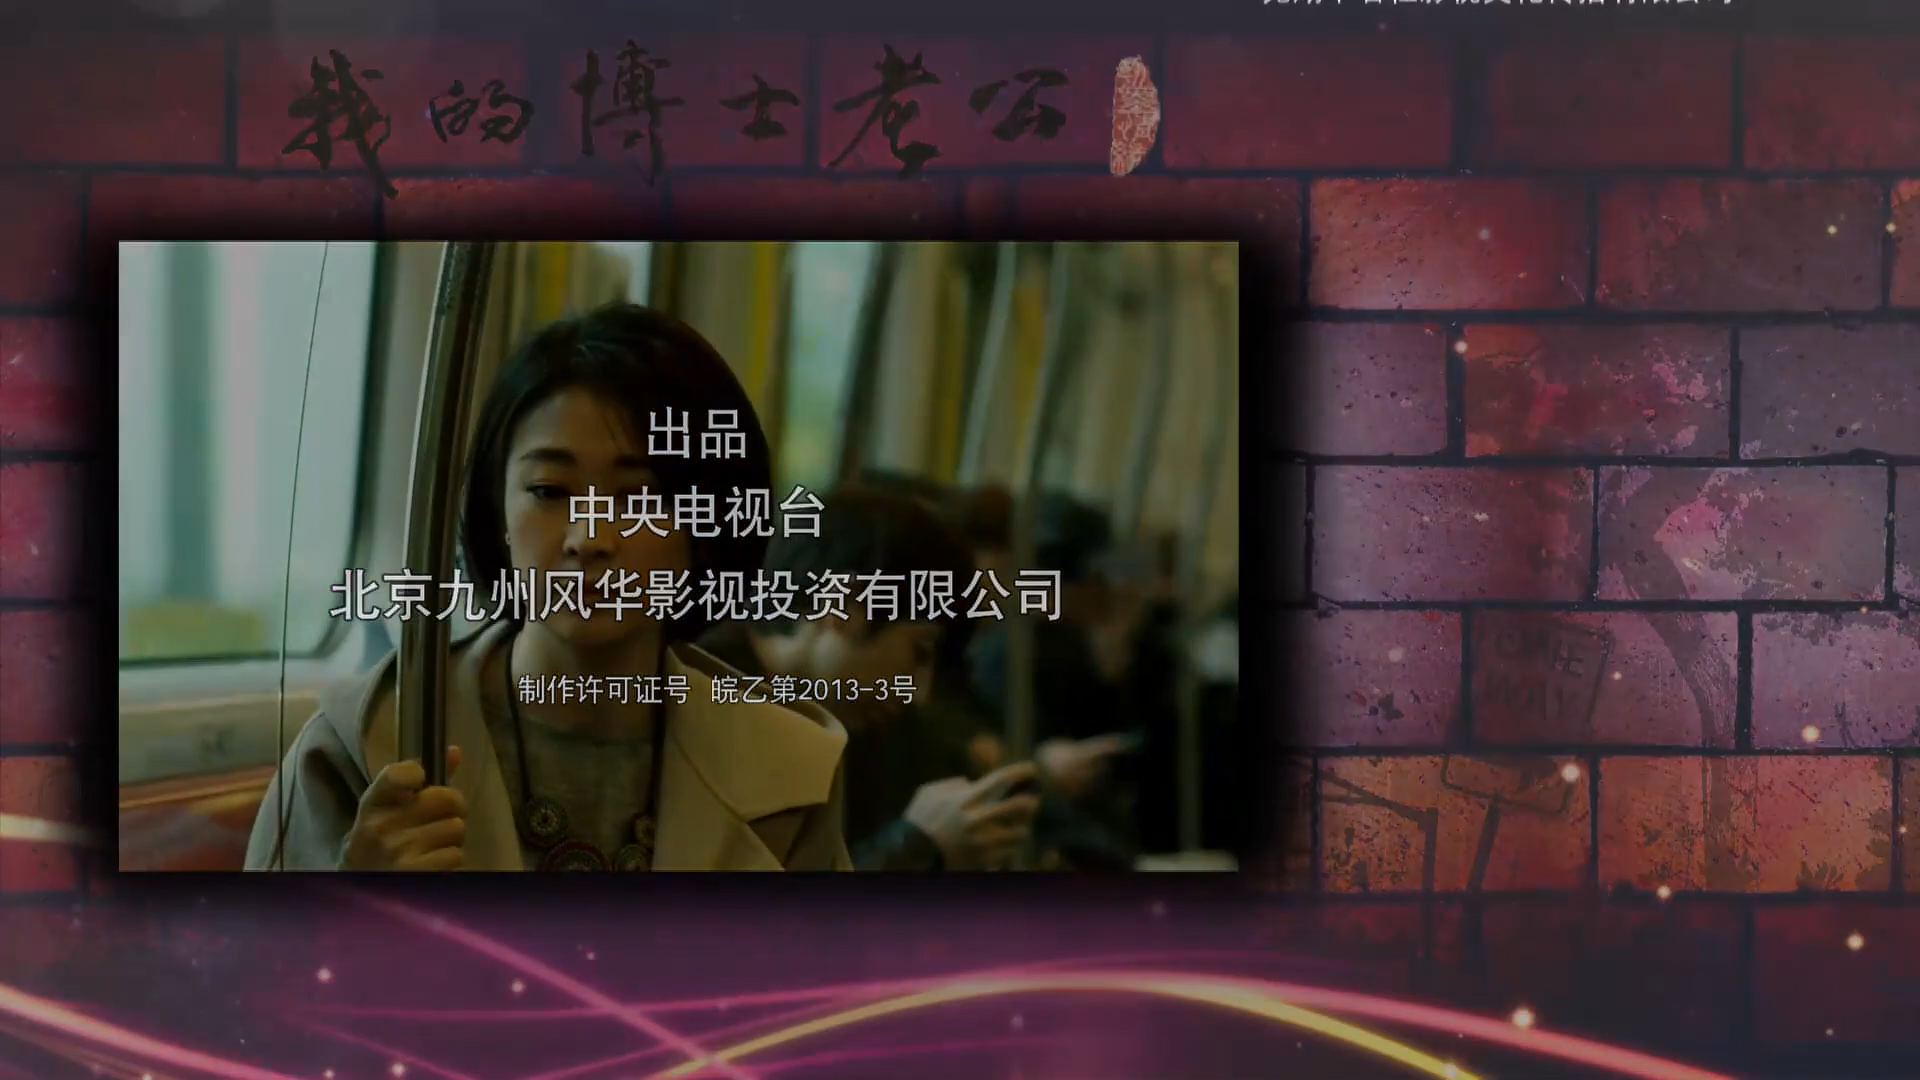 我的博士老公
出品
中央电视台
北京九州风华影视投资有限公司
制作许可证号 皖乙第2013-3号